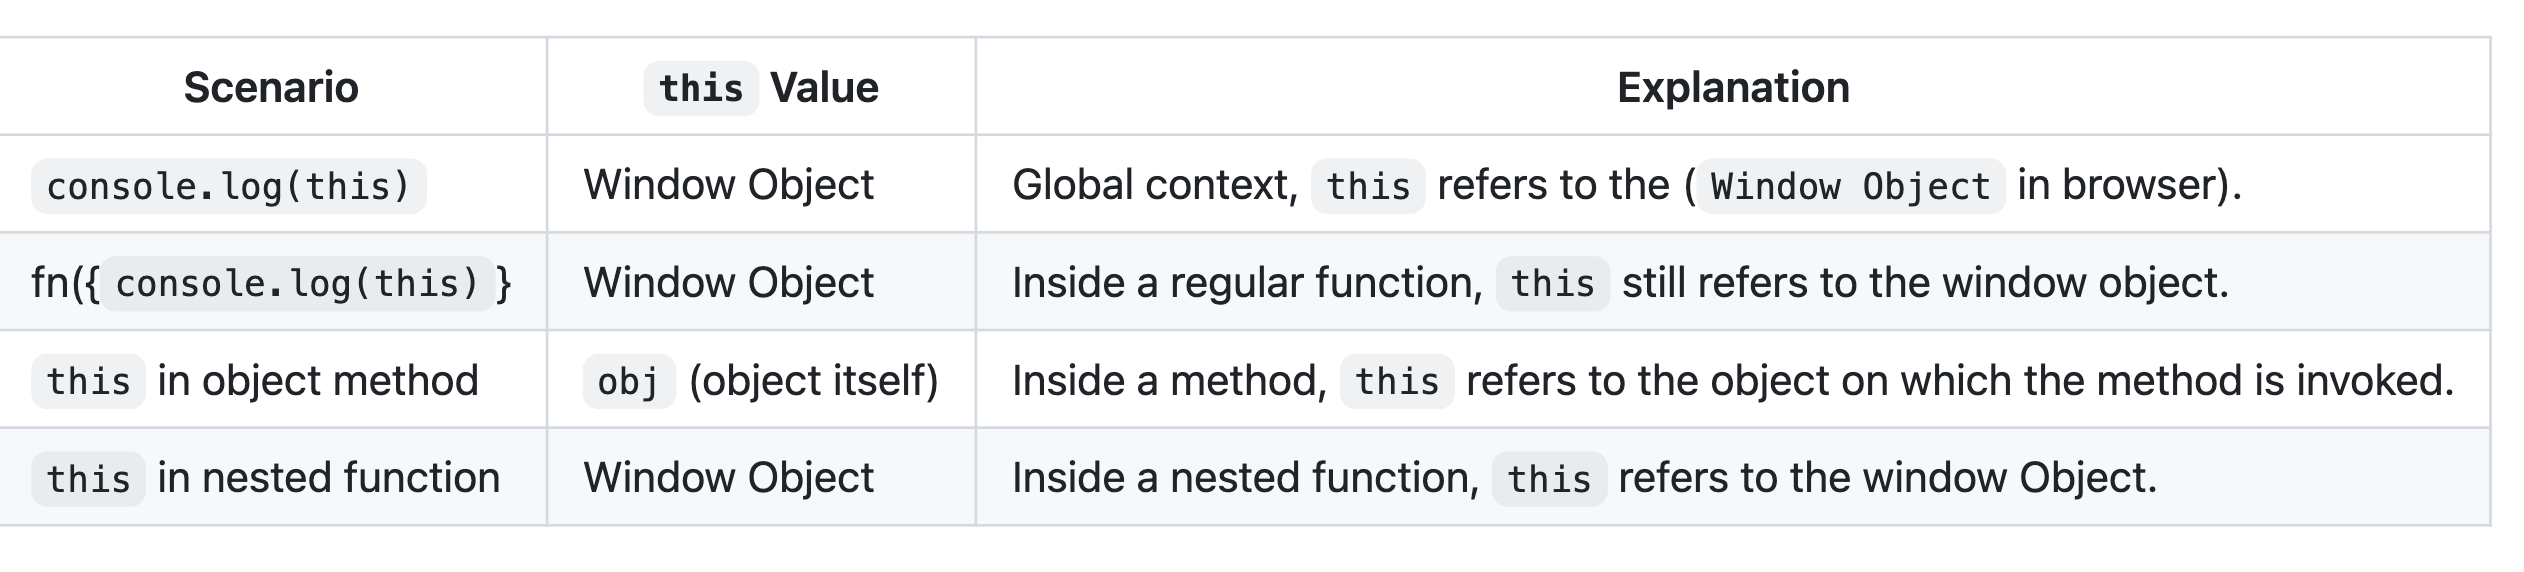 Scenario this Value Explanation
console.log(this) Window Object Global context, this refers to the (Window Object in browser).
fn({ console.log(this) } Window Object Inside a regular function, this still refers to the window object.
this in object method obj (object itself) Inside a method, this refers to the object on which the method is invoked.
this in nested function Window Object Inside a nested function, this refers to the window Object.